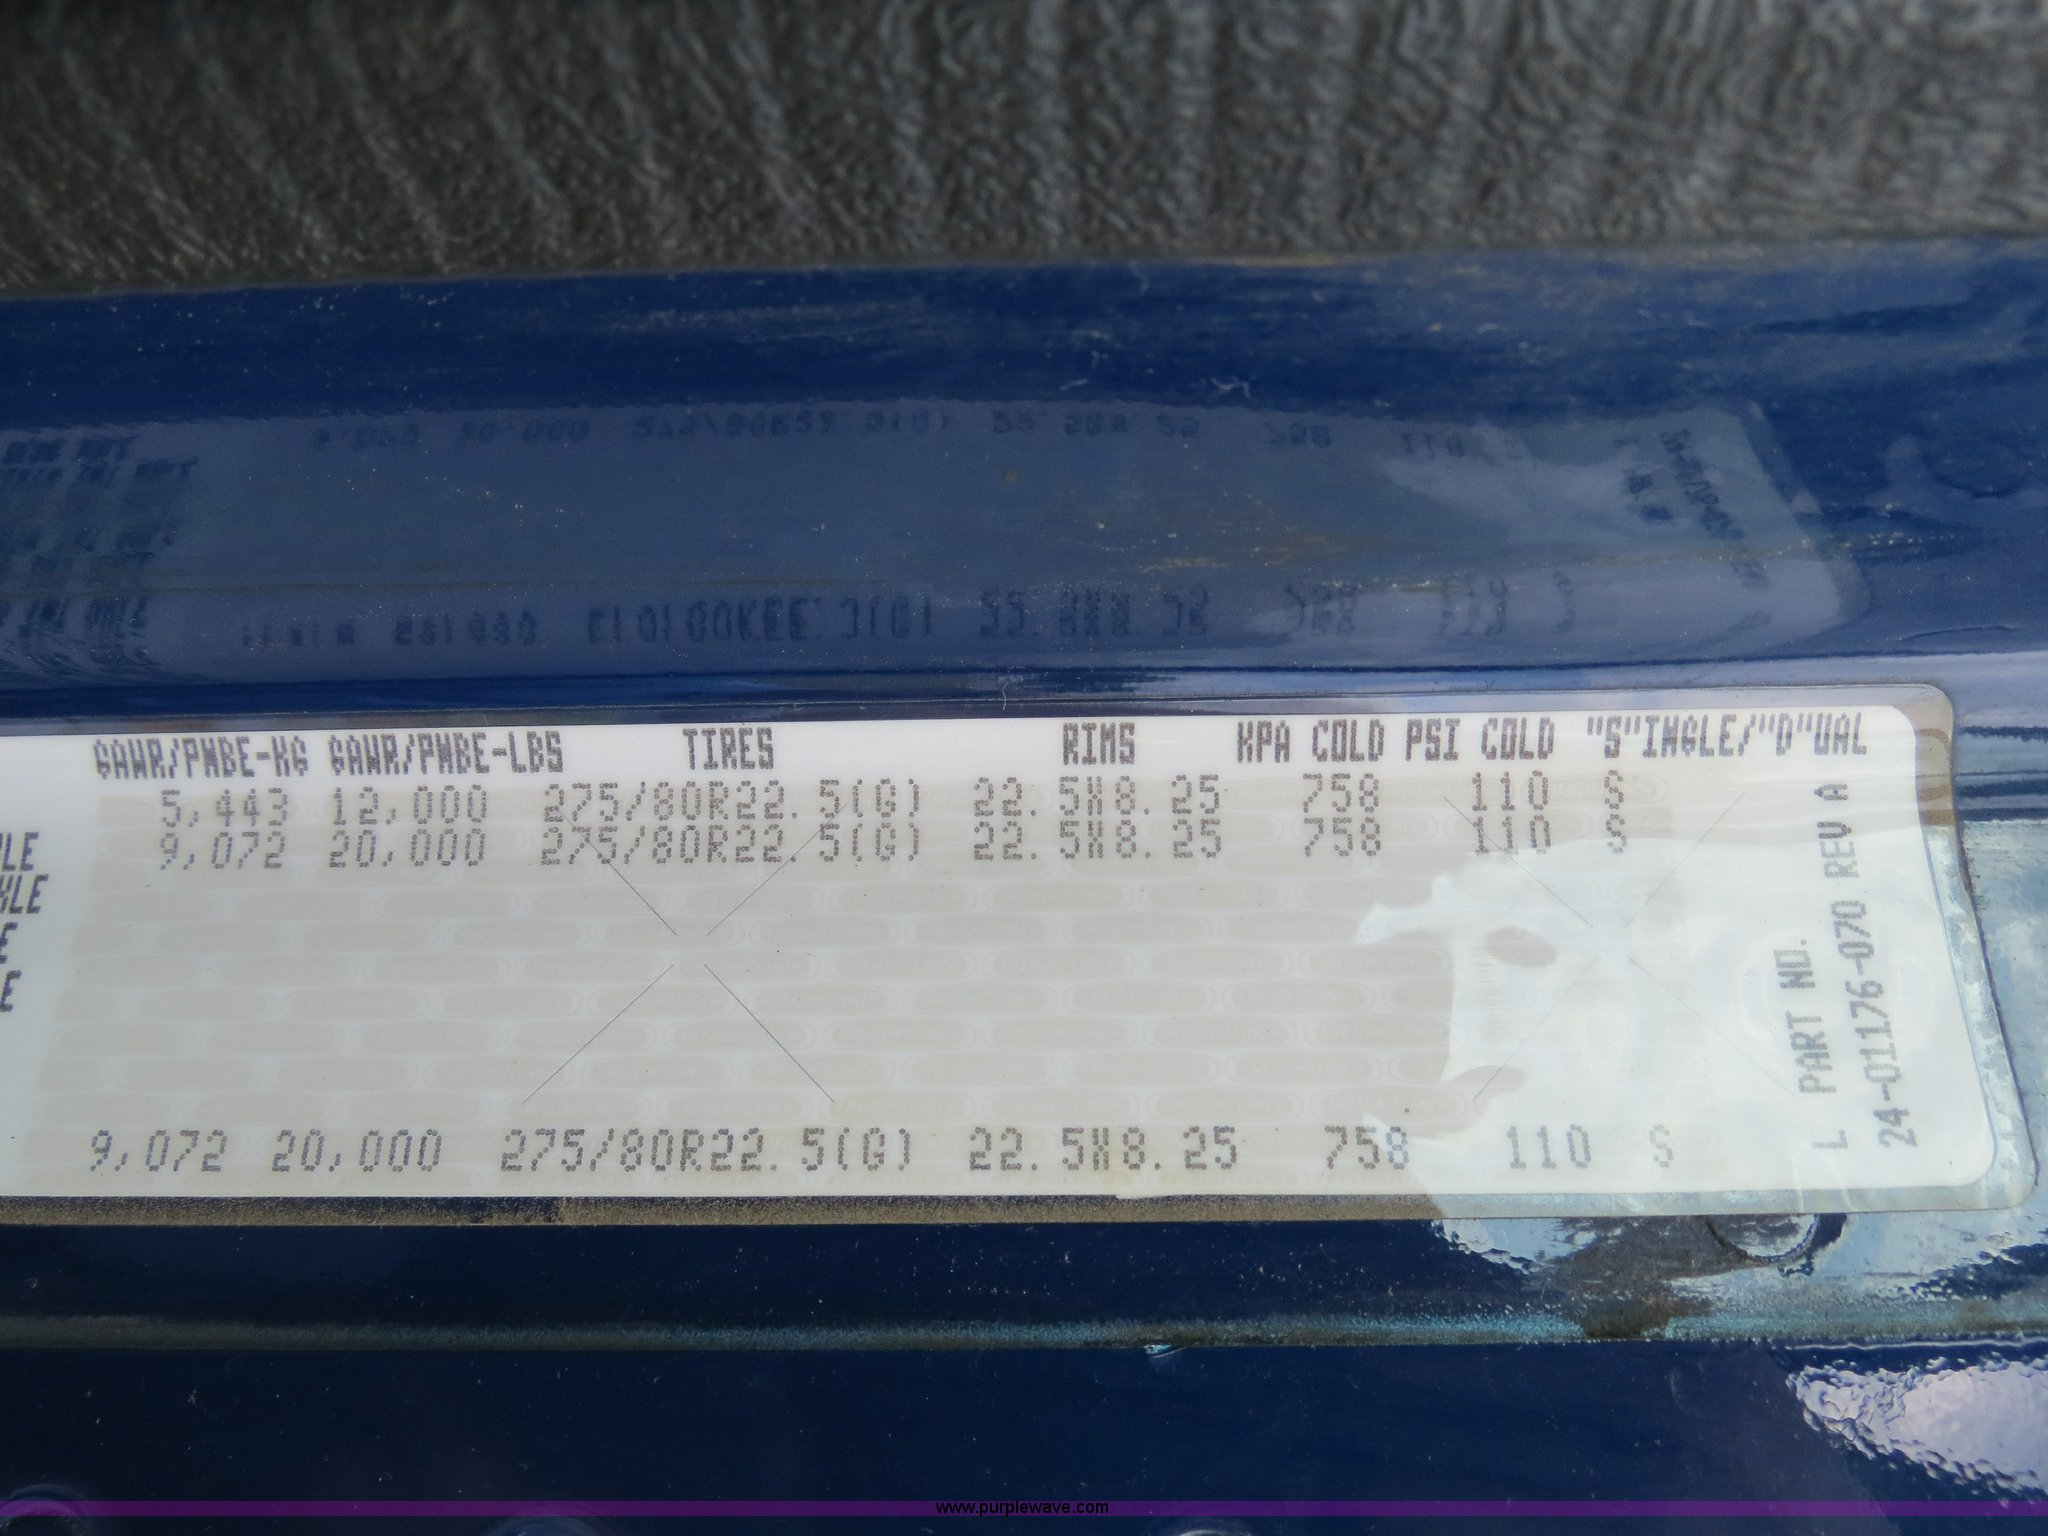 GAWR/PNBE-KG GAWR/PNBE-LBS TIRES RIMS KPA COLD PSI COLD "S"INGLE/"D"UAL
5,443 12,000 275/80R22.5(G) 22.5X8.25 758 110 S
9,072 20,000 275/80R22.5(G) 22.5X8.25 758 110 S
9,072 20,000 275/80R22.5(G) 22.5X8.25 758 110 S
L PART NO.
24-01176-070 REV A
www.purplewave.com